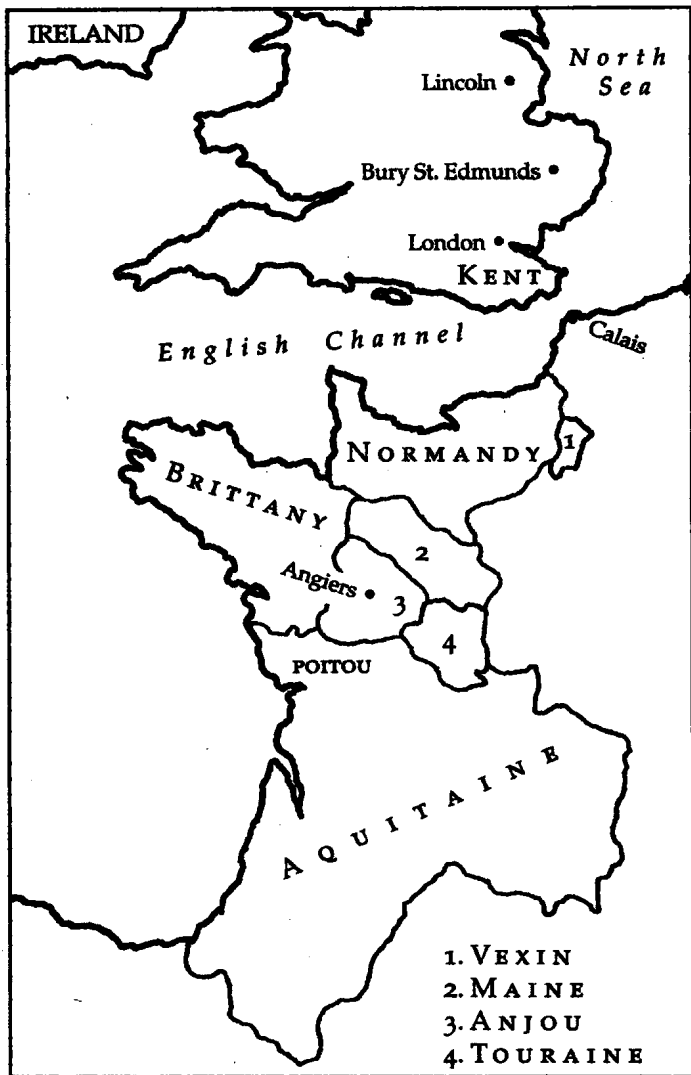 IRELAND
North
Sea
Lincoln
Bury St. Edmunds
London
KENT
English Channel
Calais
NORMANDY
1
BRITTANY
2
Angiers
3
4
POITOU
AQUITAINE
1. VEXIN
2. MAINE
3. ANJOU
4. TOURAINE